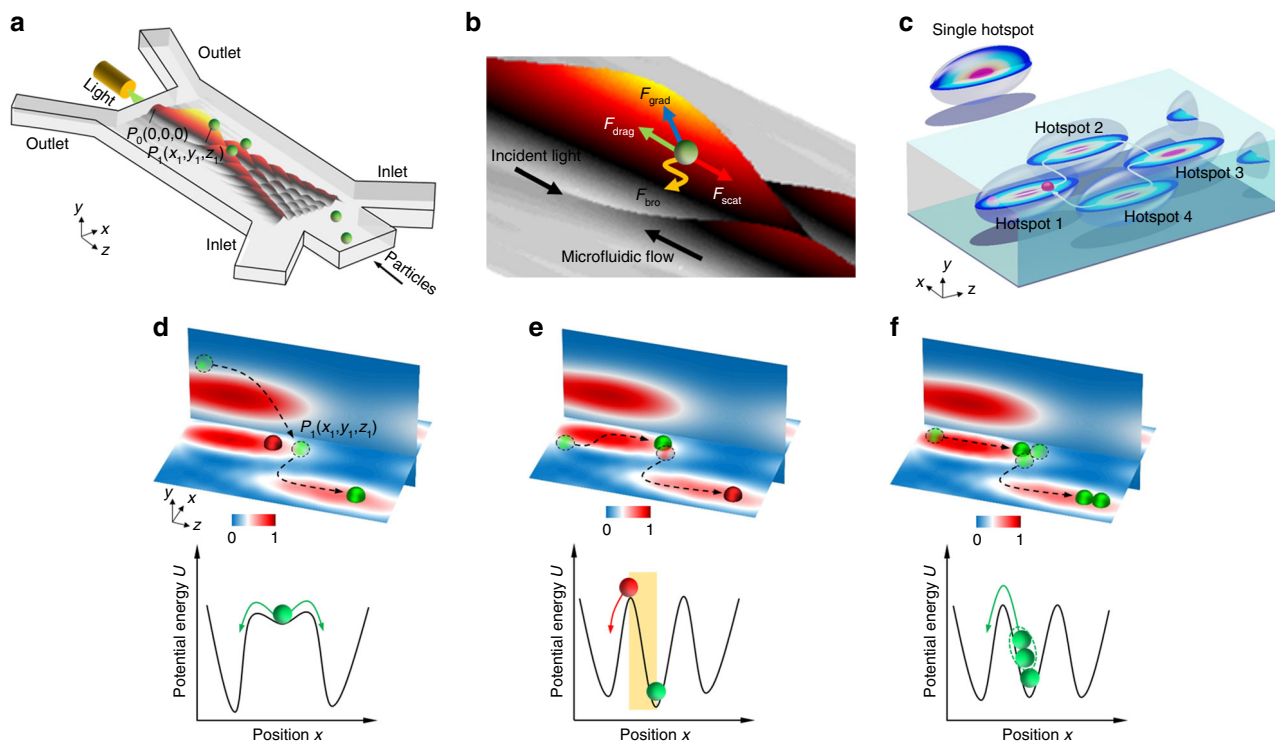 a
Outlet
Light
P0(0,0,0)
P1(x1,y1,z1)
Outlet
Inlet
Inlet
Particles
y
x
z
b
Fgrad
Fdrag
Incident light
Fbro
Fscat
Microfluidic flow
c
Single hotspot
Hotspot 2
Hotspot 3
Hotspot 1
Hotspot 4
y
x
z
d
P1(x1,y1,z1)
y
x
z
0 1
Potential energy U
Position x
e
0 1
Potential energy U
Position x
f
0 1
Potential energy U
Position x